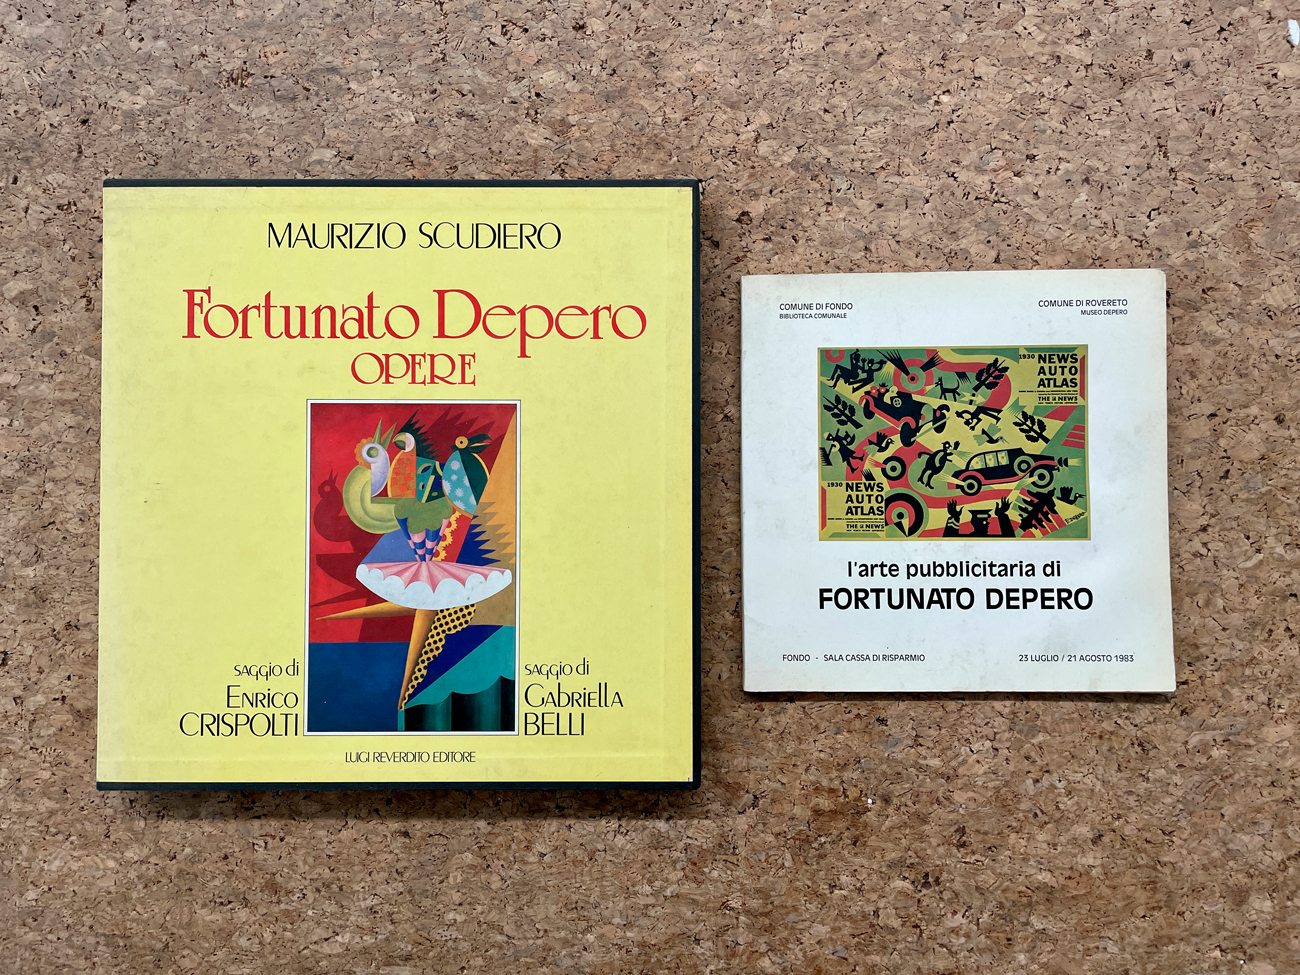 MAURIZIO SCUDIERO
Fortunato Depero
OPERE
SAGGIO di
ENRICO
CRISPOLTI
SAGGIO di
GAbRiEllA
BELLI
LUIGI REVERDITO EDITORE
COMUNE DI FONDO
BIBLIOTECA COMUNALE
COMUNE DI ROVERETO
MUSEO DEPERO
1930 NEWS
AUTO
ATLAS
THE NEWS
1930 NEWS
AUTO
ATLAS
THE NEWS
l'arte pubblicitaria di
FORTUNATO DEPERO
FONDO - SALA CASSA DI RISPARMIO
23 LUGLIO / 21 AGOSTO 1983